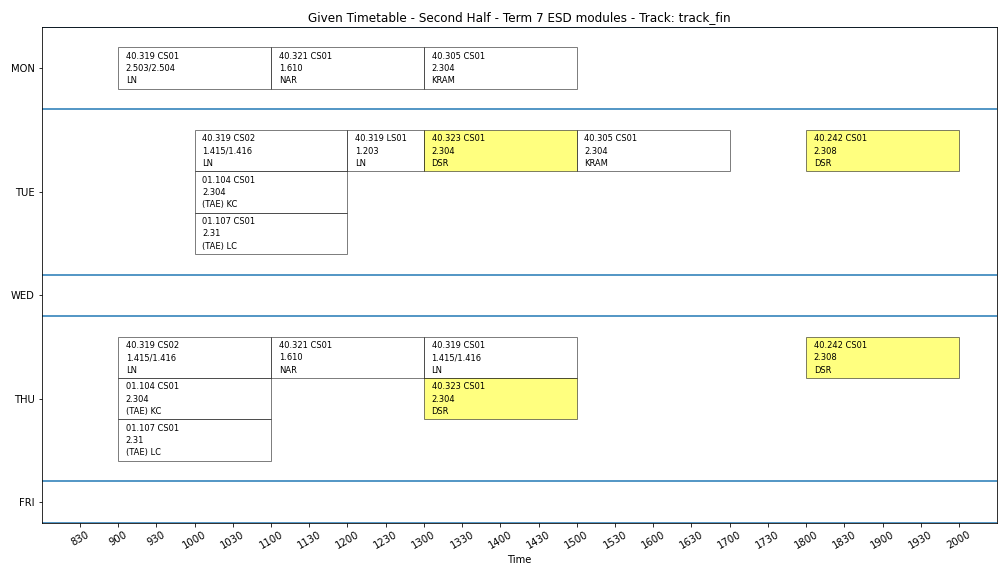 Given Timetable - Second Half - Term 7 ESD modules - Track: track_fin
MON
40.319 CS01
2.503/2.504
LN
40.321 CS01
1.610
NAR
40.305 CS01
2.304
KRAM
TUE
40.319 CS02
1.415/1.416
LN
40.319 LS01
1.203
LN
40.323 CS01
2.304
DSR
40.305 CS01
2.304
KRAM
40.242 CS01
2.308
DSR
01.104 CS01
2.304
(TAE) KC
01.107 CS01
2.31
(TAE) LC
WED
THU
40.319 CS02
1.415/1.416
LN
40.321 CS01
1.610
NAR
40.319 CS01
1.415/1.416
LN
40.242 CS01
2.308
DSR
01.104 CS01
2.304
(TAE) KC
40.323 CS01
2.304
DSR
01.107 CS01
2.31
(TAE) LC
FRI
830 900 930 1000 1030 1100 1130 1200 1230 1300 1330 1400 1430 1500 1600 1630 1700 1730 1800 1830 1900 1930 2000
Time